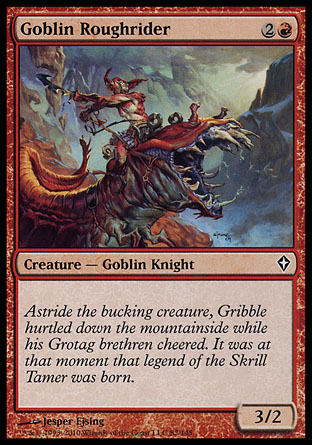 Goblin Roughrider 2
Creature — Goblin Knight
Astride the bucking creature, Gribble
hurtled down the mountainside while
his Grotag brethren cheered. It was at
that moment that legend of the Skrill
Tamer was born.
Jesper Ejsing
3/2